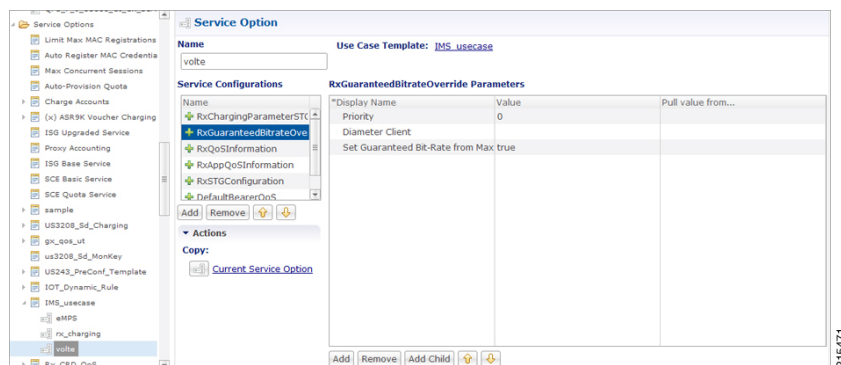 Service Options
Limit Max MAC Registrations
Auto Register MAC Credentia
Max Concurrent Sessions
Auto-Provision Quota
Charge Accounts
(x) ASR9K Voucher Charging
ISG Upgraded Service
Proxy Accounting
ISG Base Service
SCE Basic Service
SCE Quota Service
sample
US3208_Sd_Charging
gx_qos_ut
us3208_Sd_MonKey
US243_PreConf_Template
IOT_Dynamic_Rule
IMS_usecase
eMPS
rx_charging
volte
Rx_CBD_QoS
Service Option
Name
Use Case Template: IMS_usecase
volte
Service Configurations
Name
RxChargingParameterSTG
RxGuaranteedBitrateOve
RxQoSInformation
RxAppQoSInformation
RxSTGConfiguration
DefaultBearerQoS
Add Remove
Actions
Copy:
Current Service Option
RxGuaranteedBitrateOverride Parameters
*Display Name Value Pull value from...
Priority 0
Diameter Client
Set Guaranteed Bit-Rate from Max true
Add Remove Add Child